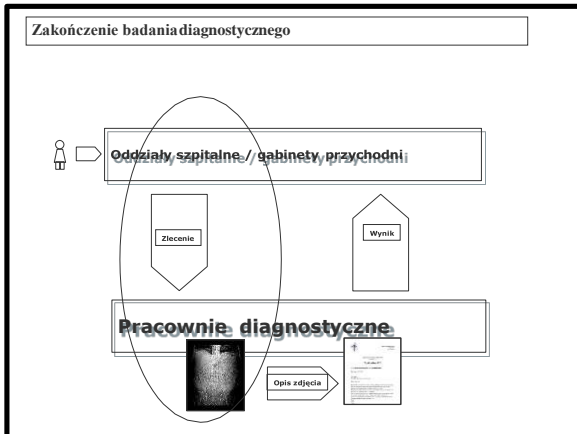 Zakończenie badania diagnostycznego
Oddziały szpitalne / gabinety przychodni
Zlecenie
Wynik
Pracownie diagnostyczne
Opis zdjęcia